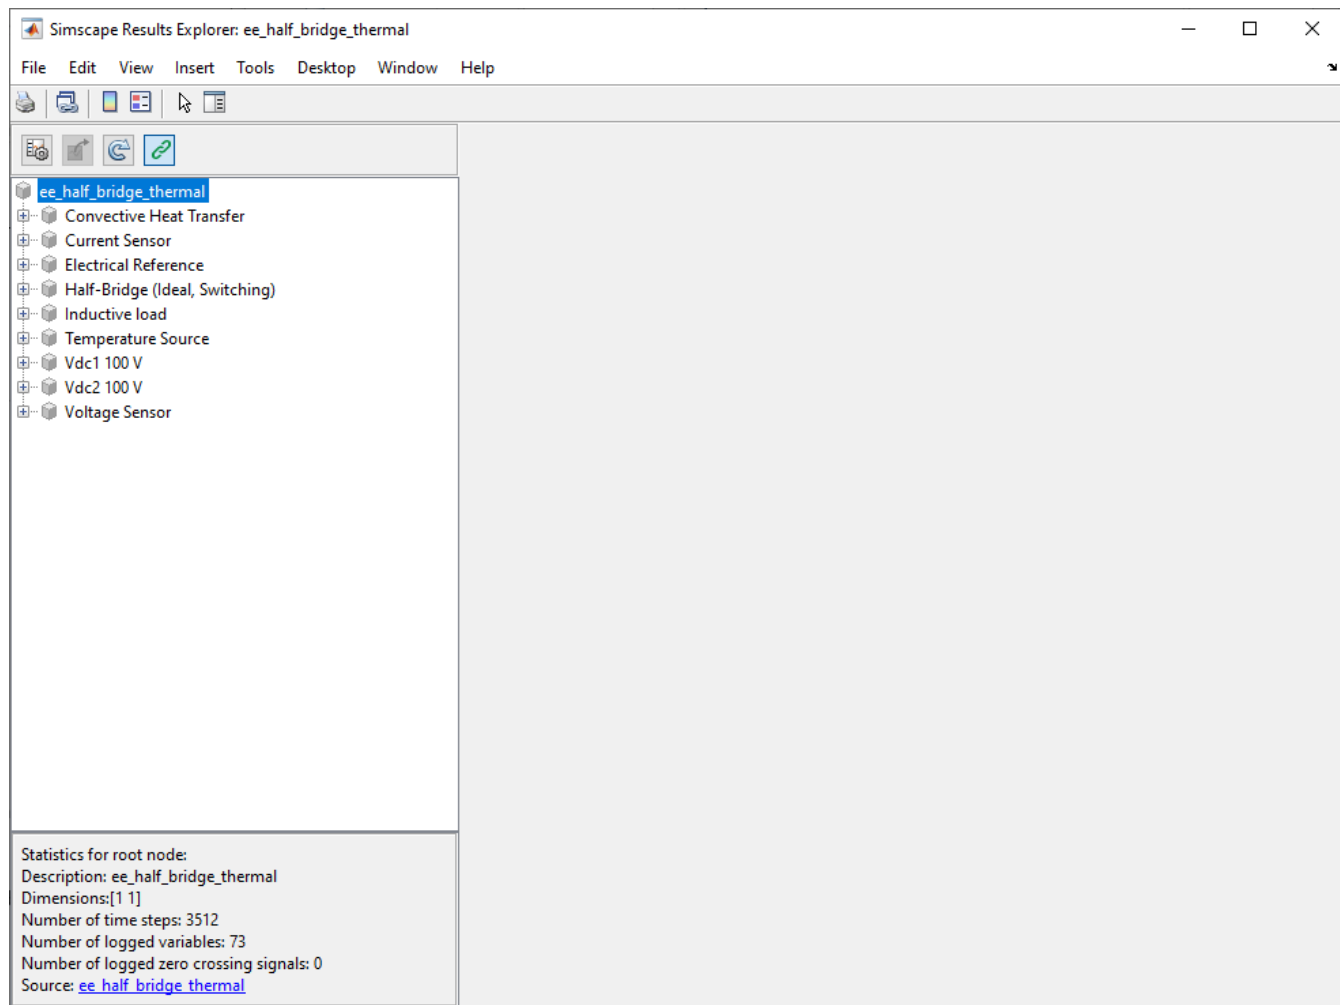 Simscape Results Explorer: ee_half_bridge_thermal
File Edit View Insert Tools Desktop Window Help
ee_half_bridge_thermal
Convective Heat Transfer
Current Sensor
Electrical Reference
Half-Bridge (Ideal, Switching)
Inductive load
Temperature Source
Vdc1 100 V
Vdc2 100 V
Voltage Sensor
Statistics for root node:
Description: ee_half_bridge_thermal
Dimensions:[1 1]
Number of time steps: 3512
Number of logged variables: 73
Number of logged zero crossing signals: 0
Source: ee_half_bridge_thermal